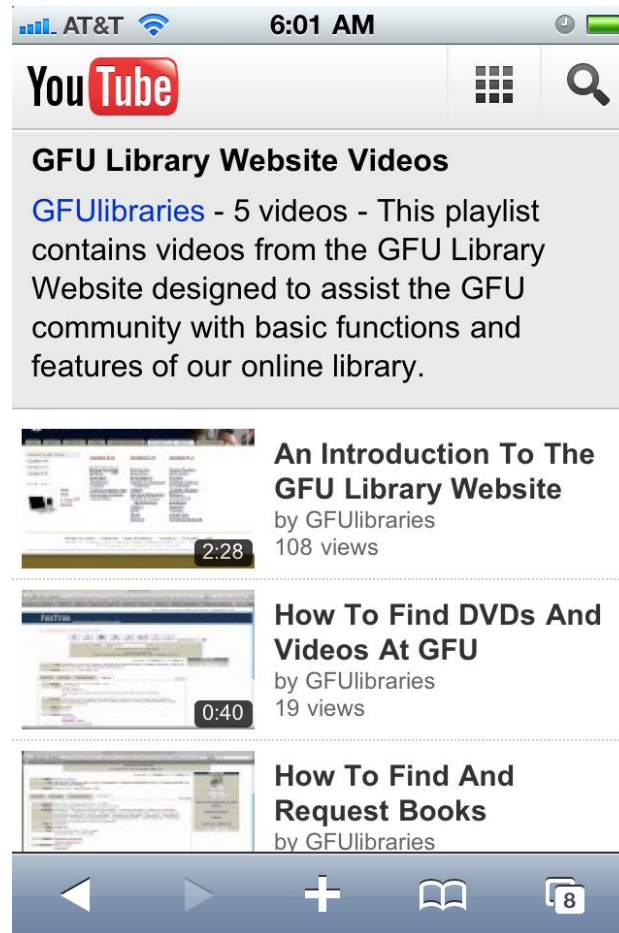 AT&T 6:01 AM
YouTube
GFU Library Website Videos
GFUlibraries - 5 videos - This playlist
contains videos from the GFU Library
Website designed to assist the GFU
community with basic functions and
features of our online library.
An Introduction To The
GFU Library Website
by GFUlibraries
108 views
2:28
How To Find DVDs And
Videos At GFU
by GFUlibraries
19 views
0:40
How To Find And
Request Books
by GFUlibraries
8